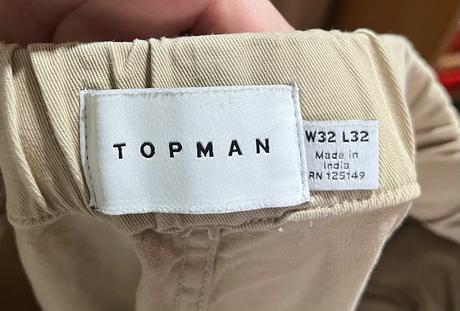 TOPMAN
W32 L32
Made in
India
RN 125149